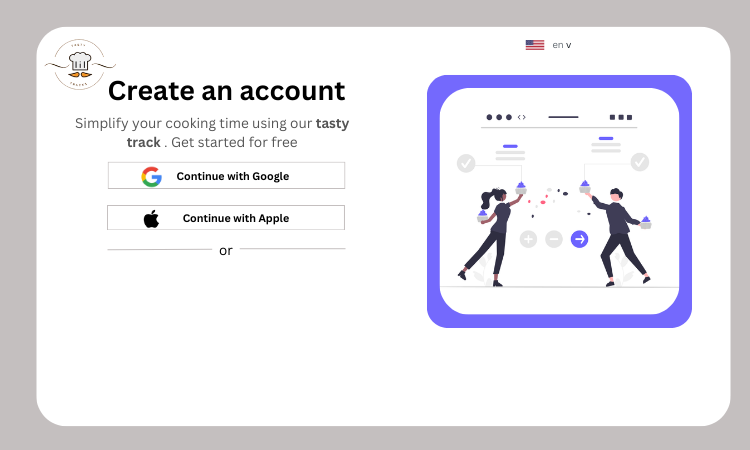 TASTY
TRACKS
en v
Create an account
Simplify your cooking time using our tasty
track . Get started for free
Continue with Google
Continue with Apple
or